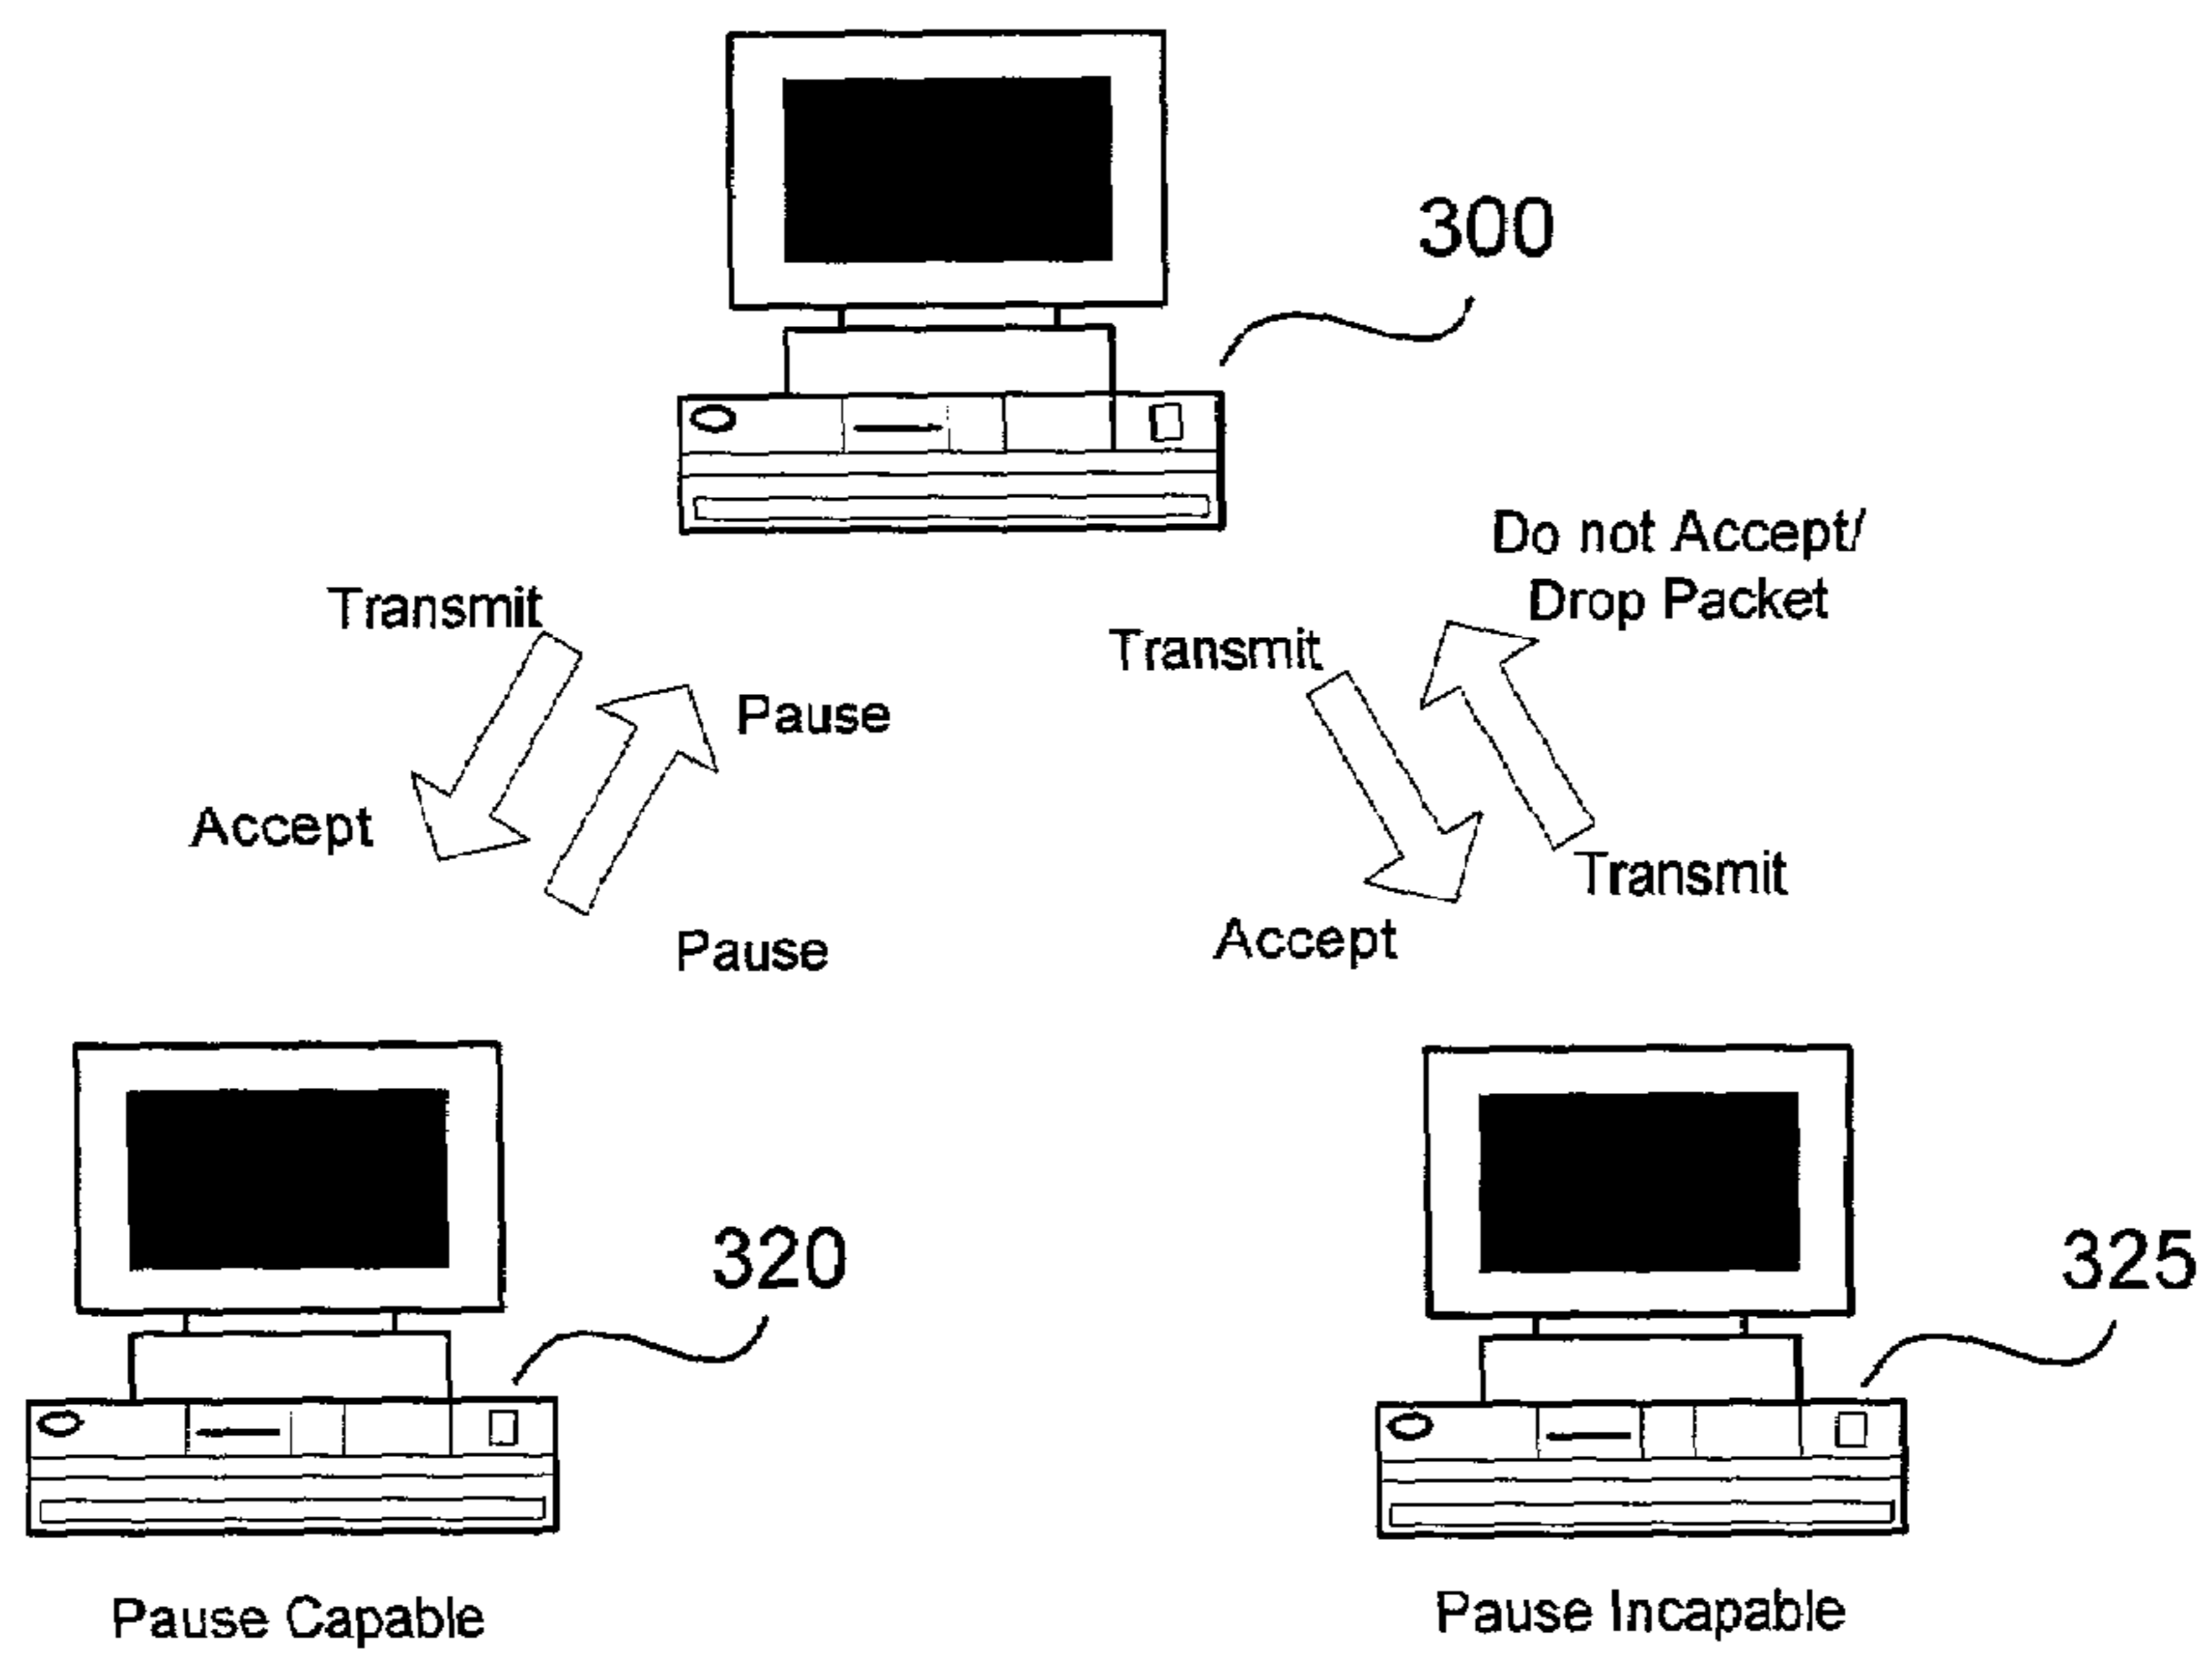 300
Do not Accept/
Drop Packet
Transmit
Transmit
Pause
Accept
Transmit
Accept
Pause
320
325
Pause Capable
Pause Incapable